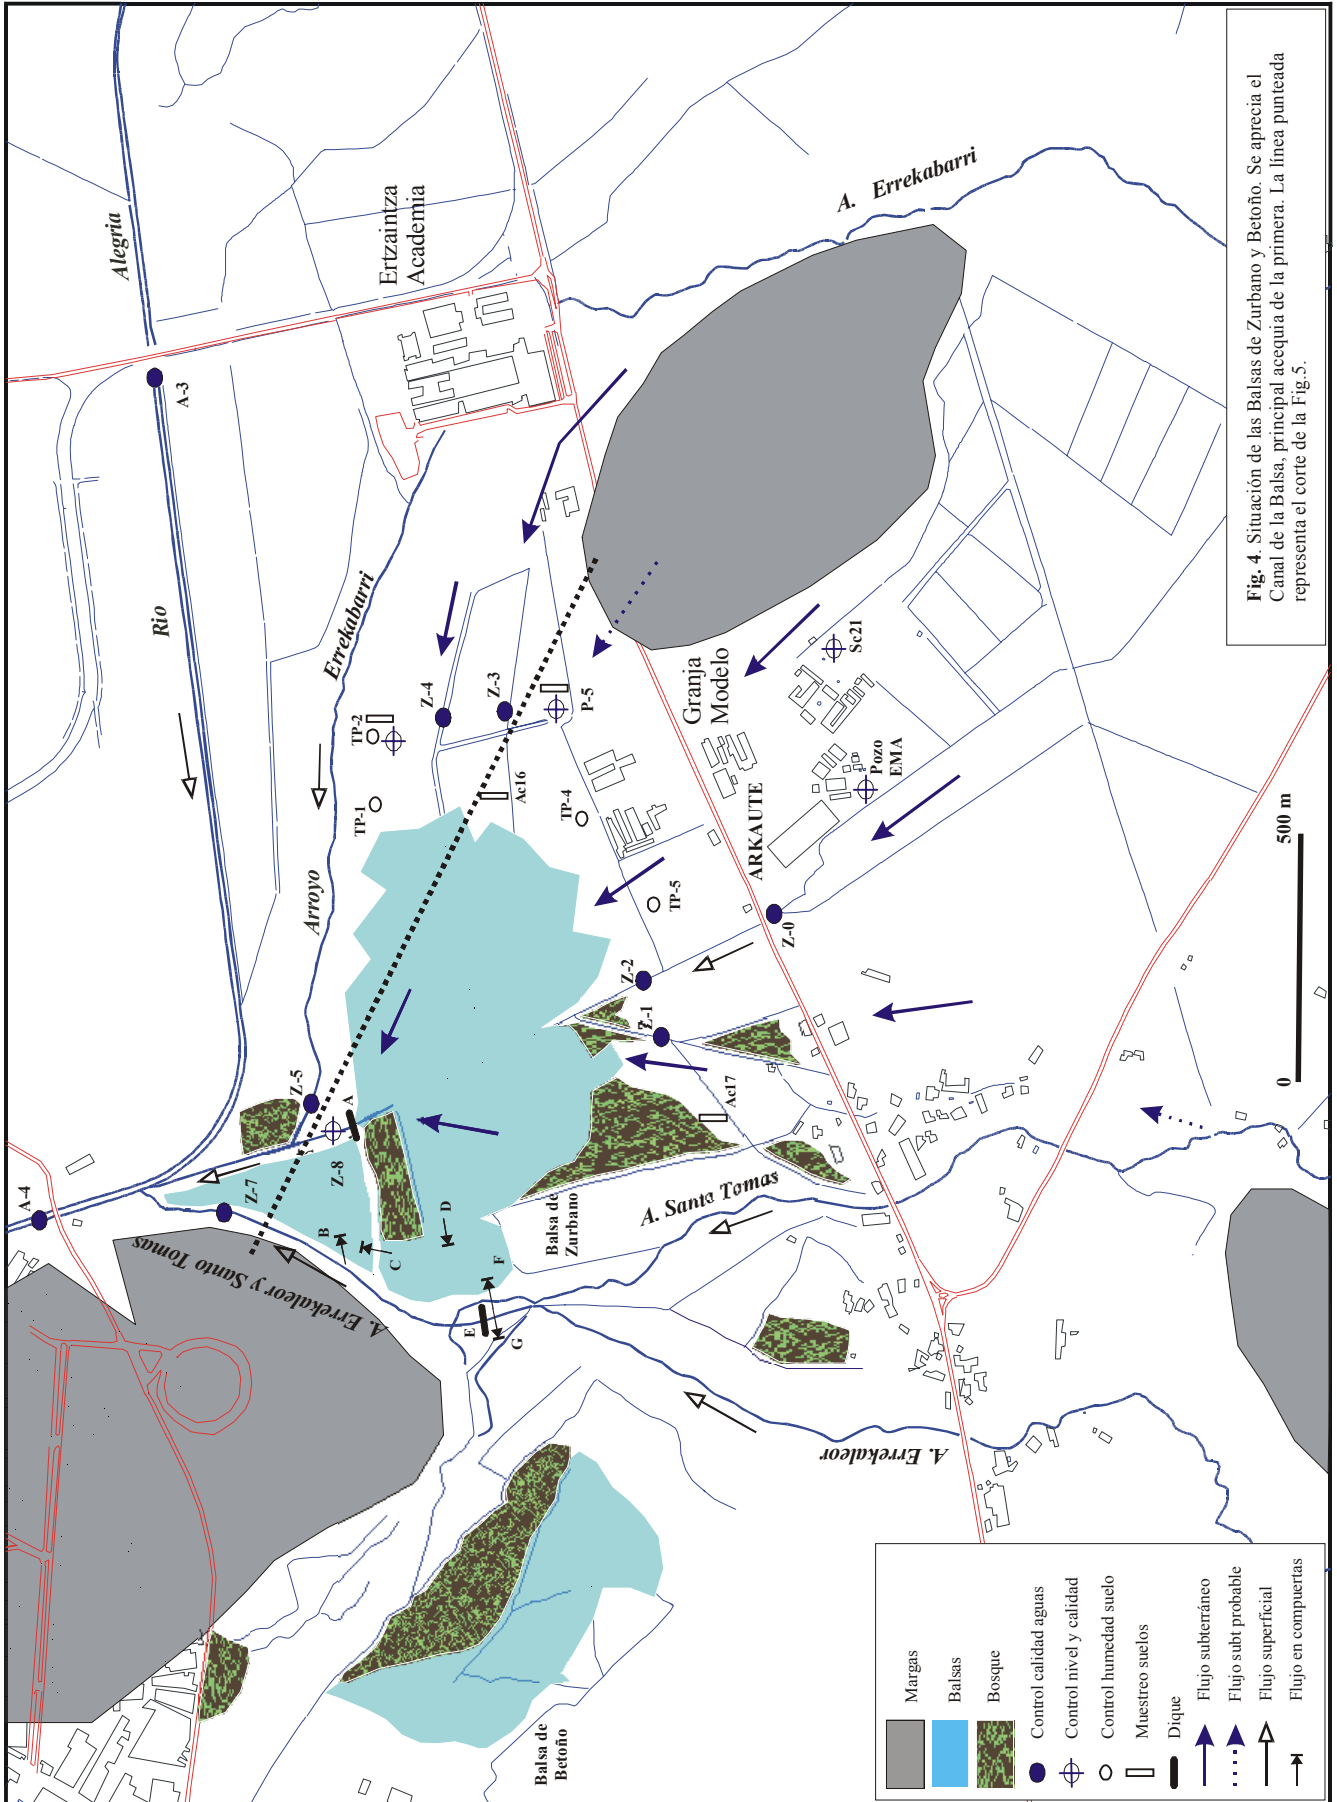 Fig. 4. Situación de las Balsas de Zurbano y Betoño. Se aprecia el
Canal de la Balsa, principal acequia de la primera. La línea punteada
representa el corte de la Fig.5.
A-4
Z-7
A. Errekaleor y Santo Tomas
Z-5
A
Z-8
B
C
D
E
F
G
Rio
Alegria
A-3
Arroyo
Errekabarri
Ertzaintza
Academia
A. Errekabarri
TP-1
TP-2
Z-4
Z-3
Ac16
P-5
TP-4
TP-5
Z-2
Z-1
Ac17
Z-0
ARKAUTE
Granja
Modelo
Sc21
Pozo
EMA
Balsa de
Zurbano
A. Santo Tomas
A. Errekaleor
Balsa de
Betoño
0
500 m
Margas
Balsas
Bosque
Control calidad aguas
Control nivel y calidad
Control humedad suelo
Muestreo suelos
Dique
Flujo subterráneo
Flujo subt probable
Flujo superficial
Flujo en compuertas